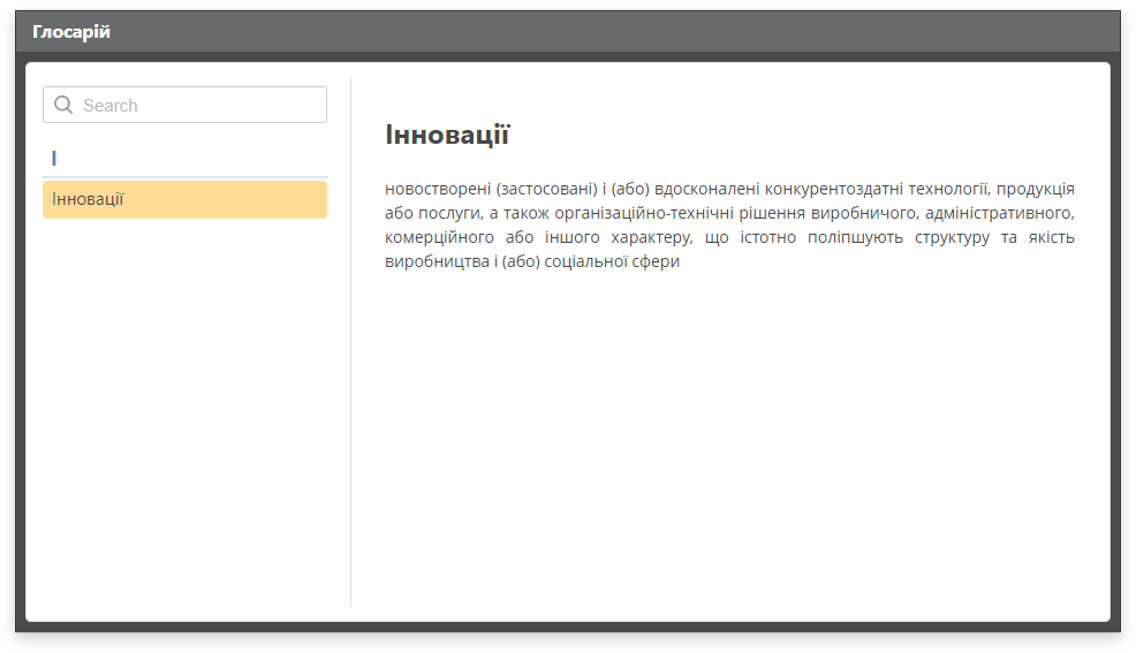 Глосарій
Search
І
Інновації
Інновації
новостворені (застосовані) і (або) вдосконалені конкурентоздатні технології, продукція
або послуги, а також організаційно-технічні рішення виробничого, адміністративного,
комерційного або іншого характеру, що істотно поліпшують структуру та якість
виробництва і (або) соціальної сфери